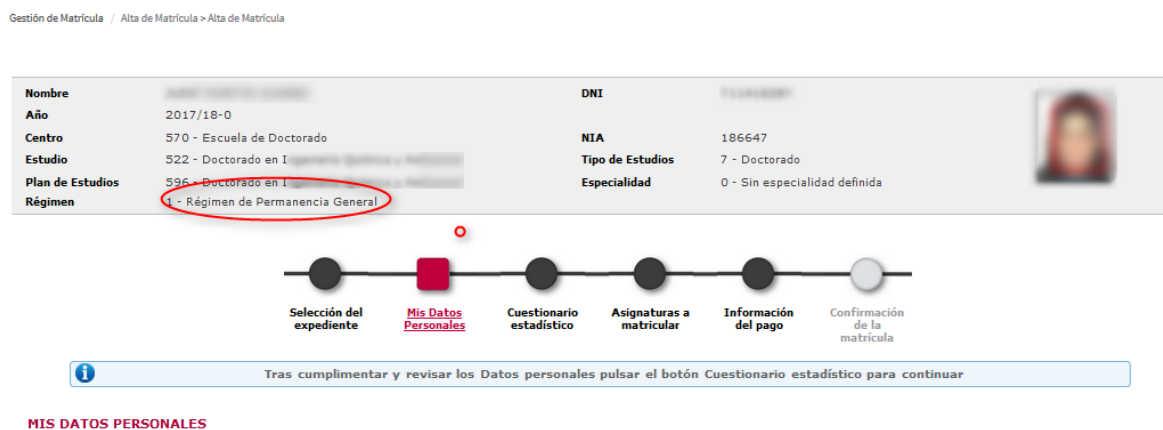 Gestión de Matrícula / Alta de Matrícula > Alta de Matrícula
Nombre DNI
Año 2017/18-0
Centro 570 - Escuela de Doctorado NIA 186647
Estudio 522 - Doctorado en Tipo de Estudios 7 - Doctorado
Plan de Estudios 596 - Doctorado en Especialidad 0 - Sin especialidad definida
Régimen 1 - Régimen de Permanencia General
Selección del expediente
Mis Datos Personales
Cuestionario estadístico
Asignaturas a matricular
Información del pago
Confirmación de la matrícula
Tras cumplimentar y revisar los Datos personales pulsar el botón Cuestionario estadístico para continuar
MIS DATOS PERSONALES